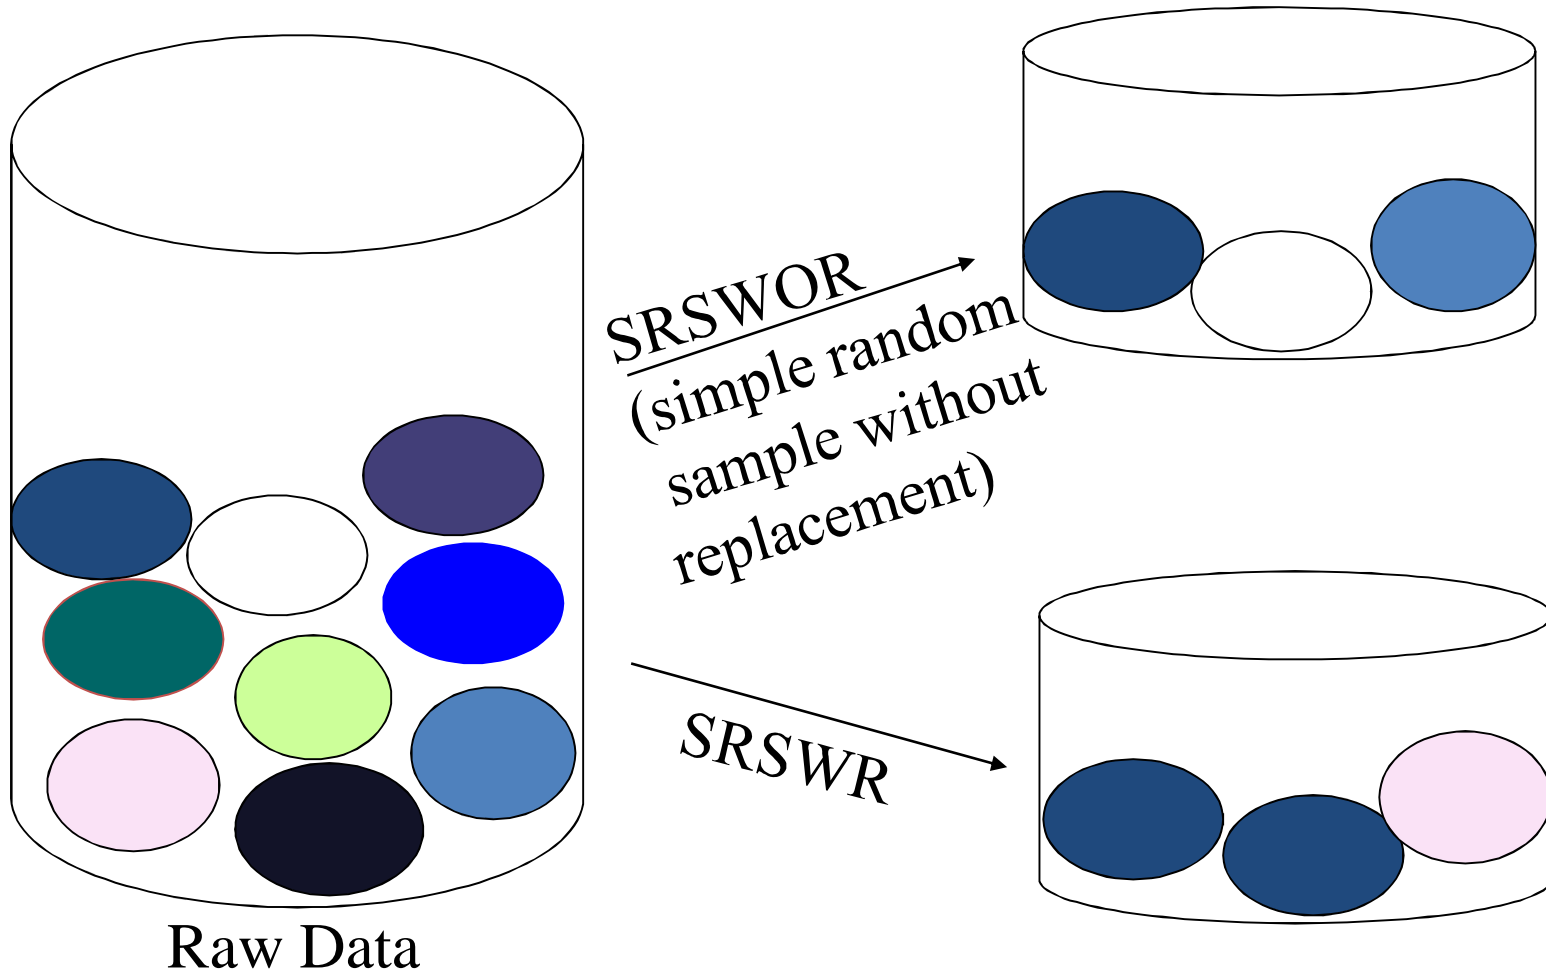 SRSWOR
(simple random
sample without
replacement)
SRSWR
Raw Data